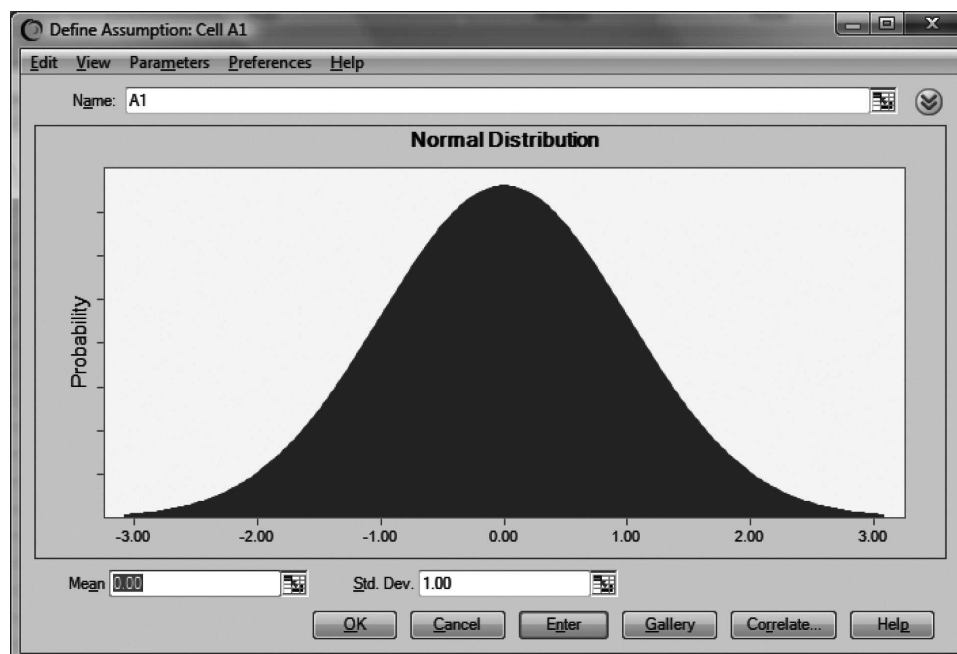 Define Assumption: Cell A1
Edit View Parameters Preferences Help
Name: A1
Normal Distribution
Probability
-3.00 -2.00 -1.00 0.00 1.00 2.00 3.00
Mean 0.00 Std. Dev. 1.00
OK Cancel Enter Gallery Correlate... Help